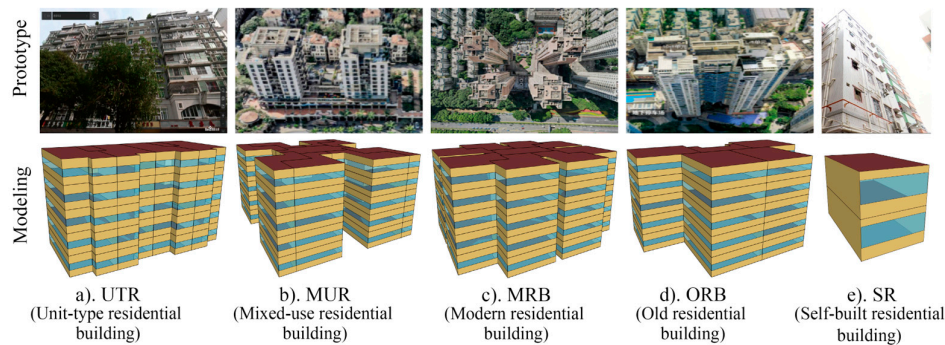 Prototype
Modeling
a). UTR
(Unit-type residential
building)
b). MUR
(Mixed-use residential
building)
c). MRB
(Modern residential
building)
d). ORB
(Old residential
building)
e). SR
(Self-built residential
building)